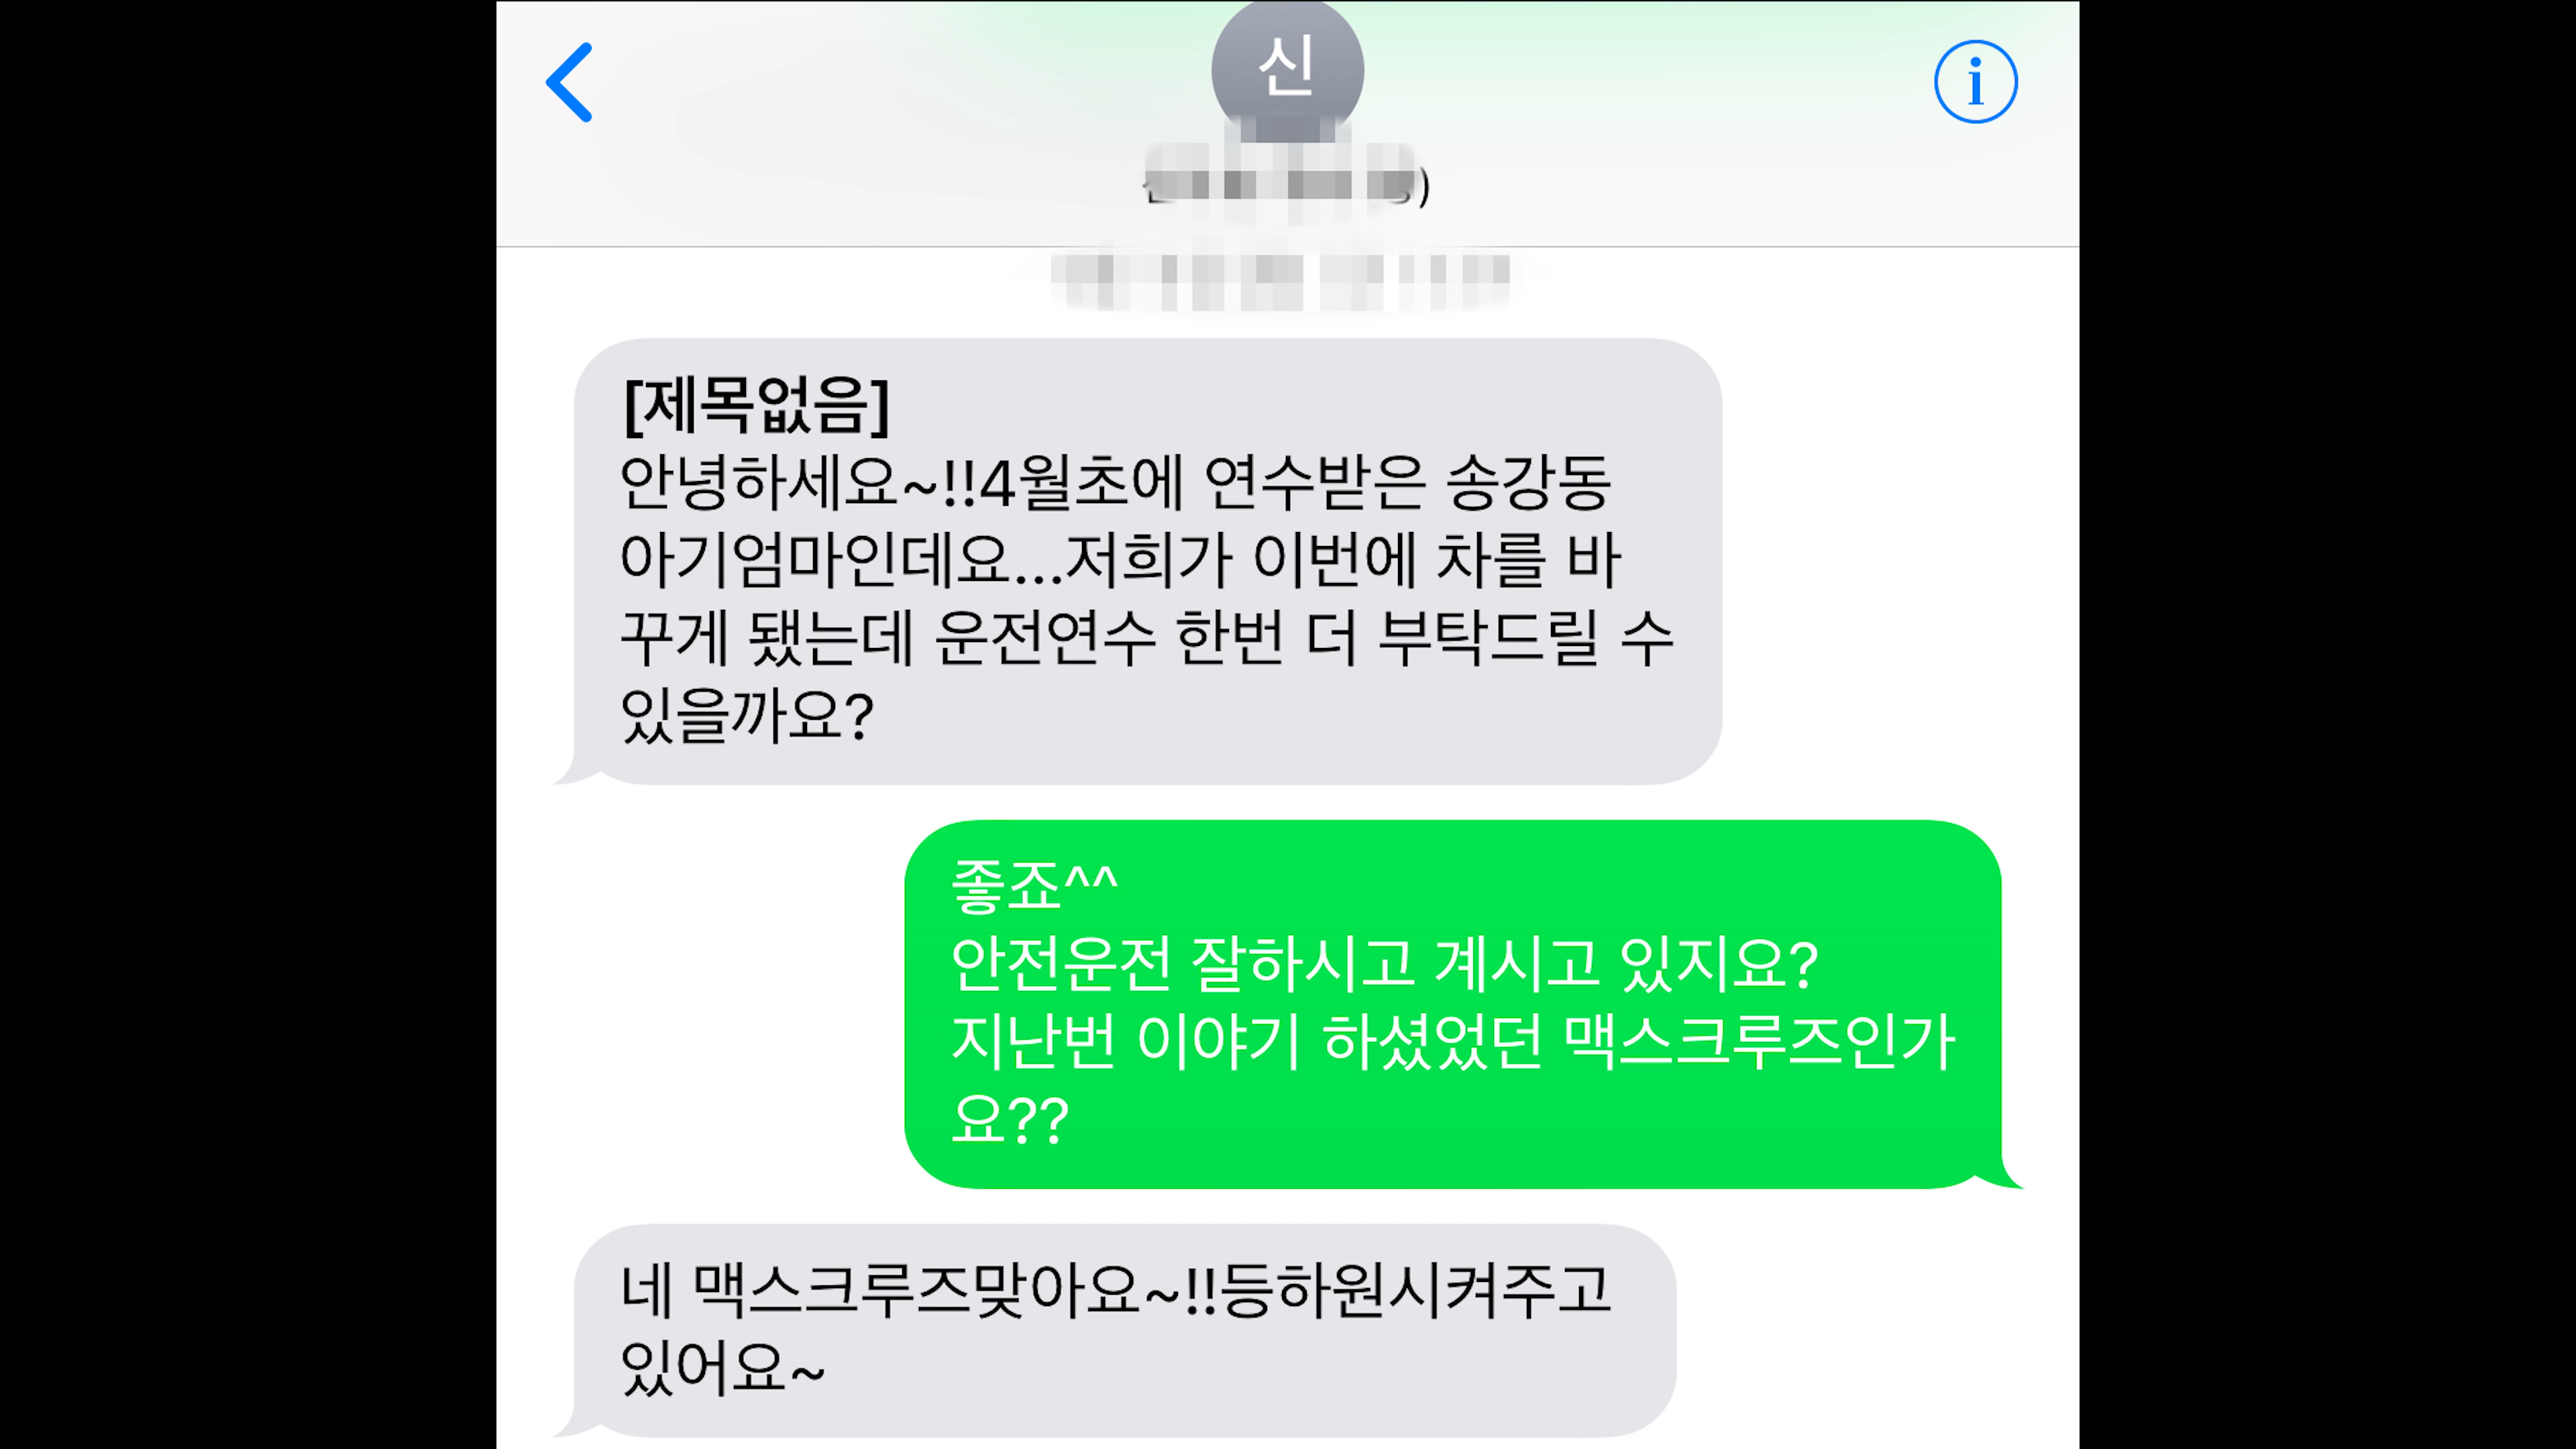 신
[제목없음]
안녕하세요~!!4월초에 연수받은 송강동
아기엄마인데요...저희가 이번에 차를 바
꾸게 됐는데 운전연수 한번 더 부탁드릴 수
있을까요?
좋죠^^
안전운전 잘하시고 계시고 있지요?
지난번 이야기 하셨었던 맥스크루즈인가
요??
네 맥스크루즈맞아요~!!등하원시켜주고
있어요~